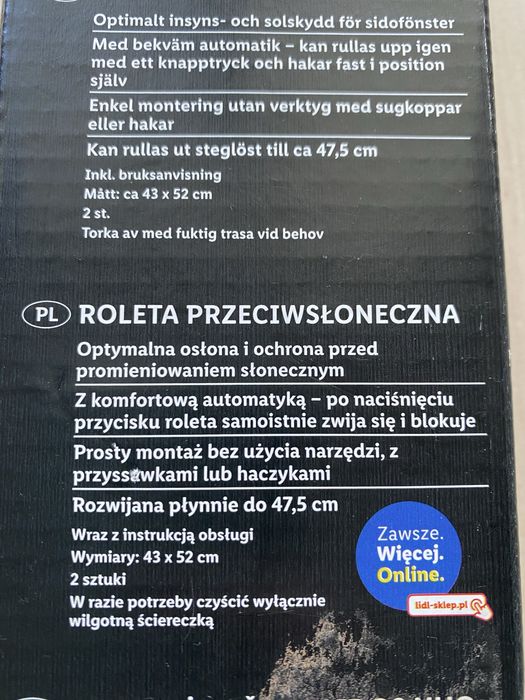 Optimalt insyns- och solskydd för sidofönster
Med bekväm automatik – kan rullas upp igen
med ett knapptryck och hakar fast i position
själv
Enkel montering utan verktyg med sugkoppar
eller hakar
Kan rullas ut steglöst till ca 47,5 cm
Inkl. bruksanvisning
Mått: ca 43 x 52 cm
2 st.
Torka av med fuktig trasa vid behov
PL ROLETA PRZECIWSŁONECZNA
Optymalna osłona i ochrona przed
promieniowaniem słonecznym
Z komfortową automatyką – po naciśnięciu
przycisku roleta samoistnie zwija się i blokuje
Prosty montaż bez użycia narzędzi, z
przyssawkami lub haczykami
Rozwijana płynnie do 47,5 cm
Wraz z instrukcją obsługi
Wymiary: 43 x 52 cm
2 sztuki
W razie potrzeby czyścić wyłącznie
wilgotną ściereczką
Zawsze.
Więcej.
Online.
lidl-sklep.pl